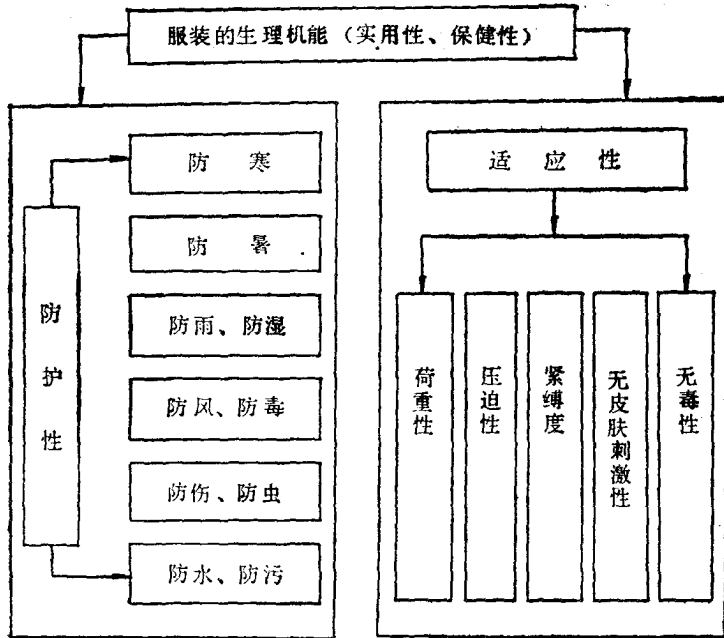 服装的生理机能（实用性、保健性）
防护性
防寒
防暑
防雨、防湿
防风、防毒
防伤、防虫
防水、防污
适应性
荷重性
压迫性
紧缚度
无皮肤刺激性
无毒性